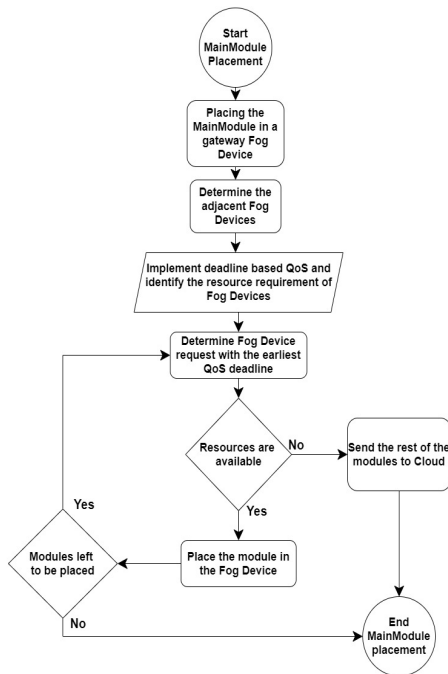 Start
MainModule
Placement
Placing the
MainModule in a
gateway Fog
Device
Determine the
adjacent Fog
Devices
Implement deadline based QoS and
identify the resource requirement of
Fog Devices
Determine Fog Device
request with the earliest
QoS deadline
Resources are
available
No
Send the rest of the
modules to Cloud
Yes
Place the module in
the Fog Device
Yes
Modules left
to be placed
No
End
MainModule
placement